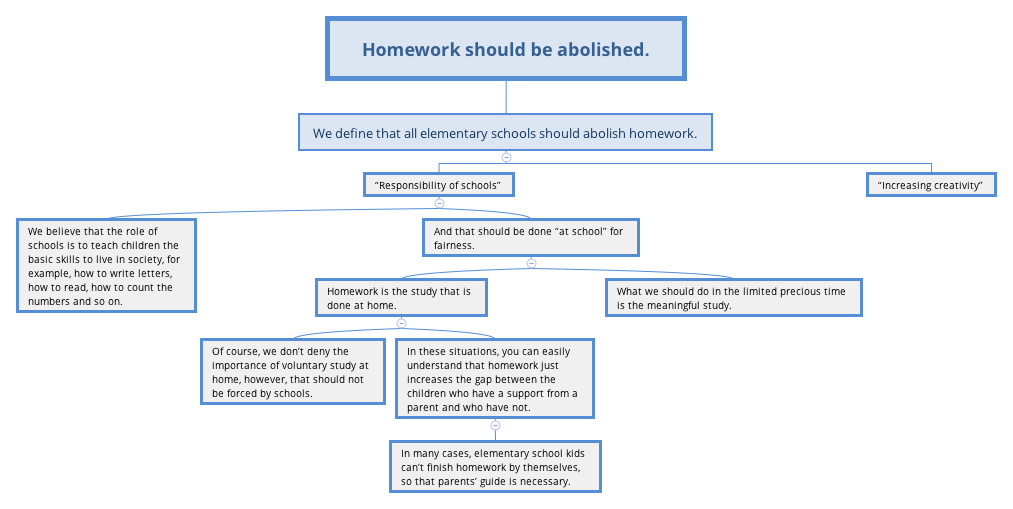 Homework should be abolished.
We define that all elementary schools should abolish homework.
“Responsibility of schools”
“Increasing creativity”
We believe that the role of
schools is to teach children the
basic skills to live in society, for
example, how to write letters,
how to read, how to count the
numbers and so on.
And that should be done “at school” for
fairness.
Homework is the study that is
done at home.
What we should do in the limited precious time
is the meaningful study.
Of course, we don’t deny the
importance of voluntary study at
home, however, that should not
be forced by schools.
In these situations, you can easily
understand that homework just
increases the gap between the
children who have a support from a
parent and who have not.
In many cases, elementary school kids
can’t finish homework by themselves,
so that parents’ guide is necessary.